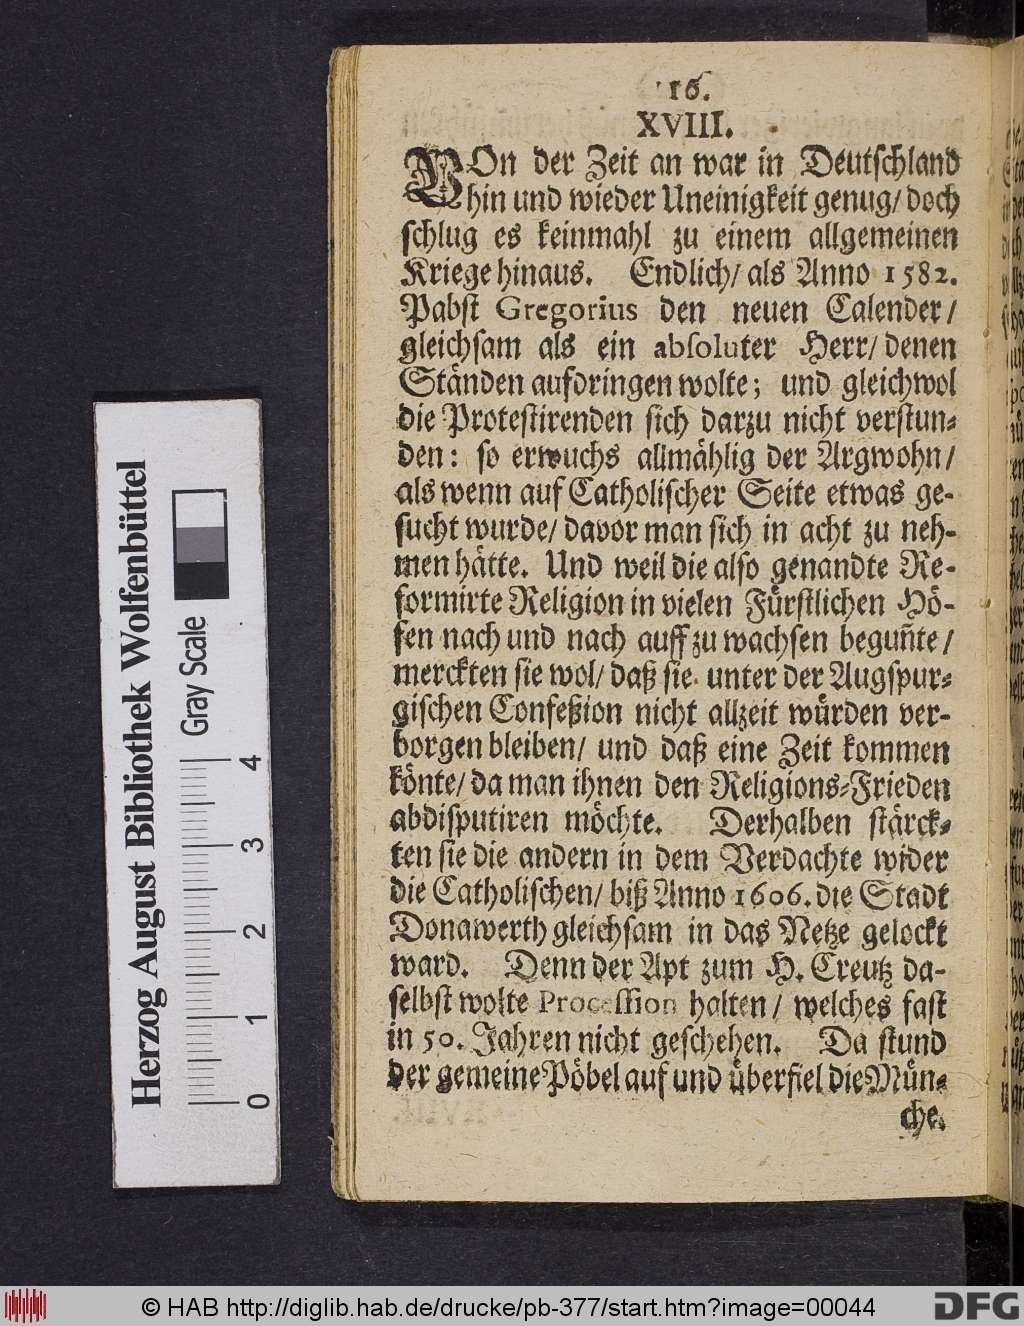 16.
XVIII.
VOn der Zeit an war in Deutschland
hin und wieder Uneinigkeit genug/ doch
schlug es keinmahl zu einem allgemeinen
Kriege hinaus. Endlich/ als Anno 1582.
Pabst Gregorius den neuen Calender/
gleichsam als ein absoluter Herr/ denen
Ständen aufdringen wolte; und gleichwol
die Protestirenden sich darzu nicht verstun-
den: so erwuchs allmählig der Argwohn/
als wenn auf Catholischer Seite etwas ge-
sucht wurde/ davor man sich in acht zu neh-
men hätte. Und weil die also genandte Re-
formirte Religion in vielen Fürstlichen Hö-
fen nach und nach auff zu wachsen beguñte/
merckten sie wol/ daß sie unter der Augspur-
gischen Confeßion nicht allzeit würden ver-
borgen bleiben/ und daß eine Zeit kommen
könte/ da man ihnen den Religions-Frieden
abdisputiren möchte. Derhalben stärck-
ten sie die andern in dem Verdachte wider
die Catholischen/ biß Anno 1606. die Stadt
Donawerth gleichsam in das Netze gelockt
ward. Denn der Apt zum H. Creutz da-
selbst wolte Procession halten/ welches fast
in 50. Jahren nicht geschehen. Da stund
der gemeine Pöbel auf und überfiel die Mün-
che.
Herzog August Bibliothek Wolfenbüttel
Gray Scale
0 1 2 3 4
© HAB http://diglib.hab.de/drucke/pb-377/start.htm?image=00044
DFG